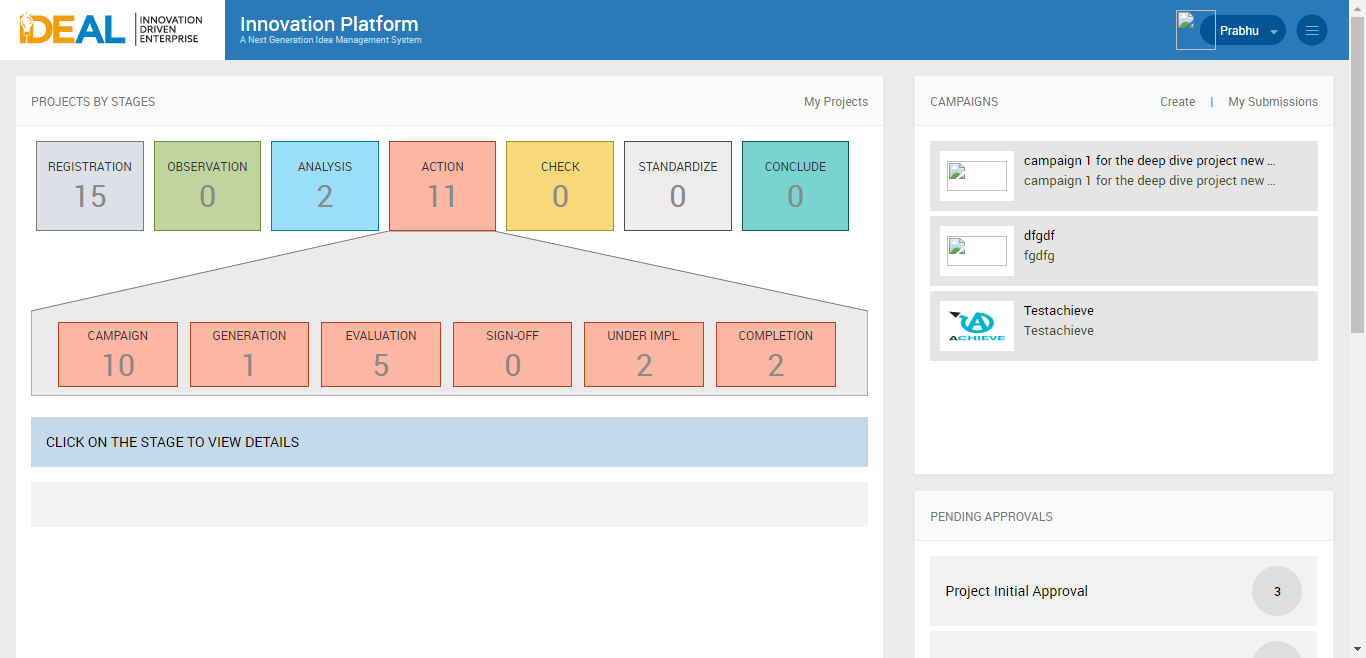 iDEAL INNOVATION DRIVEN ENTERPRISE
Innovation Platform
A Next Generation Idea Management System
Prabhu
PROJECTS BY STAGES
My Projects
REGISTRATION
15
OBSERVATION
0
ANALYSIS
2
ACTION
11
CHECK
0
STANDARDIZE
0
CONCLUDE
0
CAMPAIGN
10
GENERATION
1
EVALUATION
5
SIGN-OFF
0
UNDER IMPL.
2
COMPLETION
2
CLICK ON THE STAGE TO VIEW DETAILS
CAMPAIGNS
Create | My Submissions
campaign 1 for the deep dive project new ...
campaign 1 for the deep dive project new ...
dfgdf
fgdfg
ACHIEVE
Testachieve
Testachieve
PENDING APPROVALS
Project Initial Approval
3